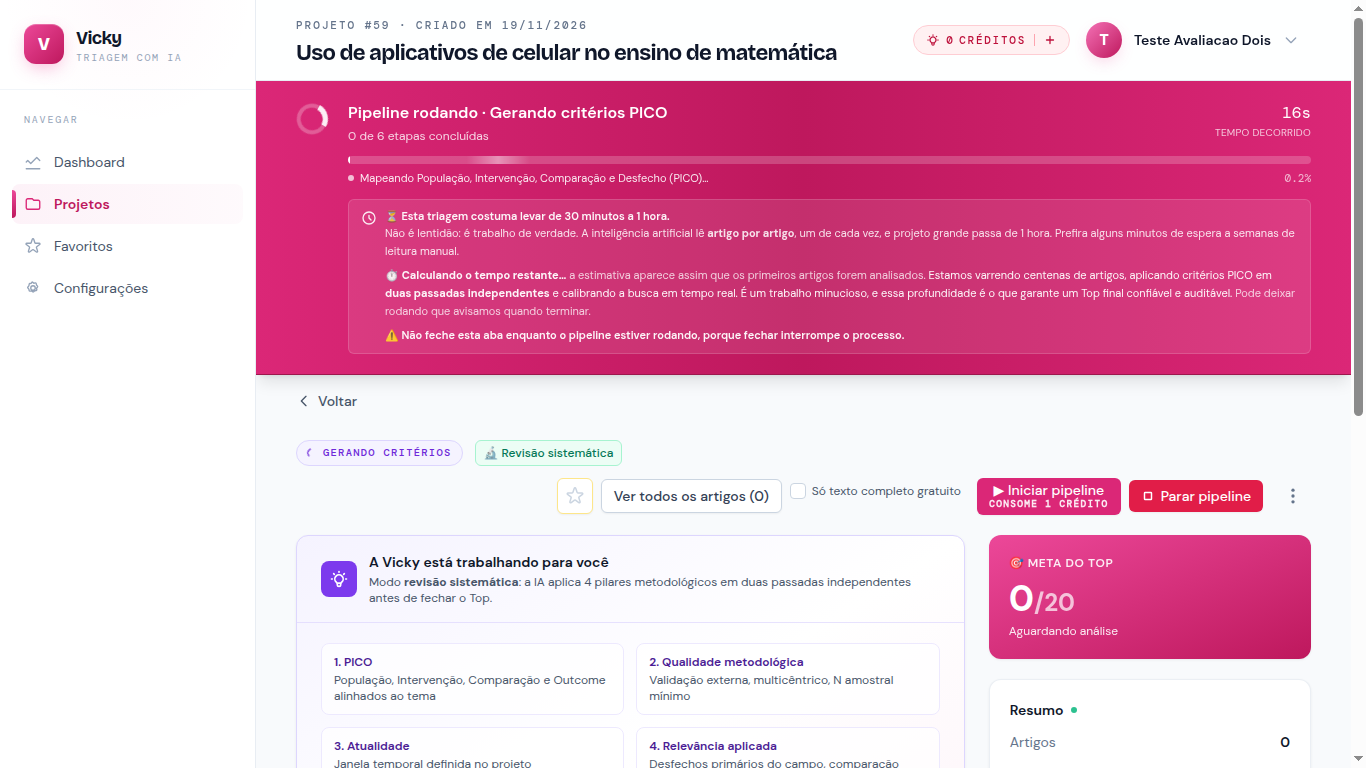 V
Vicky
TRIAGEM COM IA
NAVEGAR
Dashboard
Projetos
Favoritos
Configurações
PROJETO #59 · CRIADO EM 19/11/2026
Uso de aplicativos de celular no ensino de matemática
0 CRÉDITOS | +
T
Teste Avaliacao Dois
Pipeline rodando · Gerando critérios PICO
0 de 6 etapas concluídas
16s
TEMPO DECORRIDO
Mapeando População, Intervenção, Comparação e Desfecho (PICO)...
0.2%
⏳ Esta triagem costuma levar de 30 minutos a 1 hora.
Não é lentidão: é trabalho de verdade. A inteligência artificial lê artigo por artigo, um de cada vez, e projeto grande passa de 1 hora. Prefira alguns minutos de espera a semanas de
leitura manual.
⏱️ Calculando o tempo restante... a estimativa aparece assim que os primeiros artigos forem analisados. Estamos varrendo centenas de artigos, aplicando critérios PICO em
duas passadas independentes e calibrando a busca em tempo real. É um trabalho minucioso, e essa profundidade é o que garante um Top final confiável e auditável. Pode deixar
rodando que avisamos quando terminar.
⚠️ Não feche esta aba enquanto o pipeline estiver rodando, porque fechar interrompe o processo.
Voltar
GERANDO CRITÉRIOS
🔬 Revisão sistemática
Ver todos os artigos (0)
Só texto completo gratuito
▶ Iniciar pipeline
CONSOME 1 CRÉDITO
Parar pipeline
A Vicky está trabalhando para você
Modo revisão sistemática: a IA aplica 4 pilares metodológicos em duas passadas independentes
antes de fechar o Top.
1. PICO
População, Intervenção, Comparação e Outcome
alinhados ao tema
2. Qualidade metodológica
Validação externa, multicêntrico, N amostral
mínimo
3. Atualidade
Janela temporal definida no projeto
4. Relevância aplicada
Desfechos primários do campo, comparação
🎯 META DO TOP
0/20
Aguardando análise
Resumo
Artigos
0